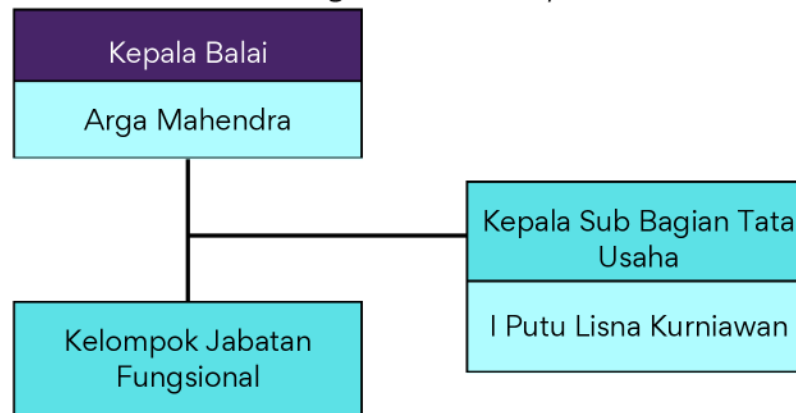 Kepala Balai
Arga Mahendra
Kepala Sub Bagian Tata
Usaha
I Putu Lisna Kurniawan
Kelompok Jabatan
Fungsional